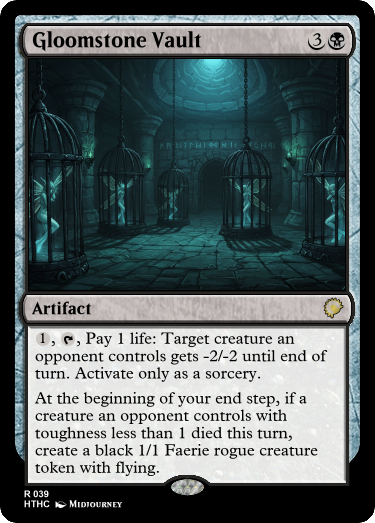 Gloomstone Vault 3
Artifact
1, , Pay 1 life: Target creature an
opponent controls gets -2/-2 until end of
turn. Activate only as a sorcery.
At the beginning of your end step, if a
creature an opponent controls with
toughness less than 1 died this turn,
create a black 1/1 Faerie rogue creature
token with flying.
R 039
HTHC Midjourney